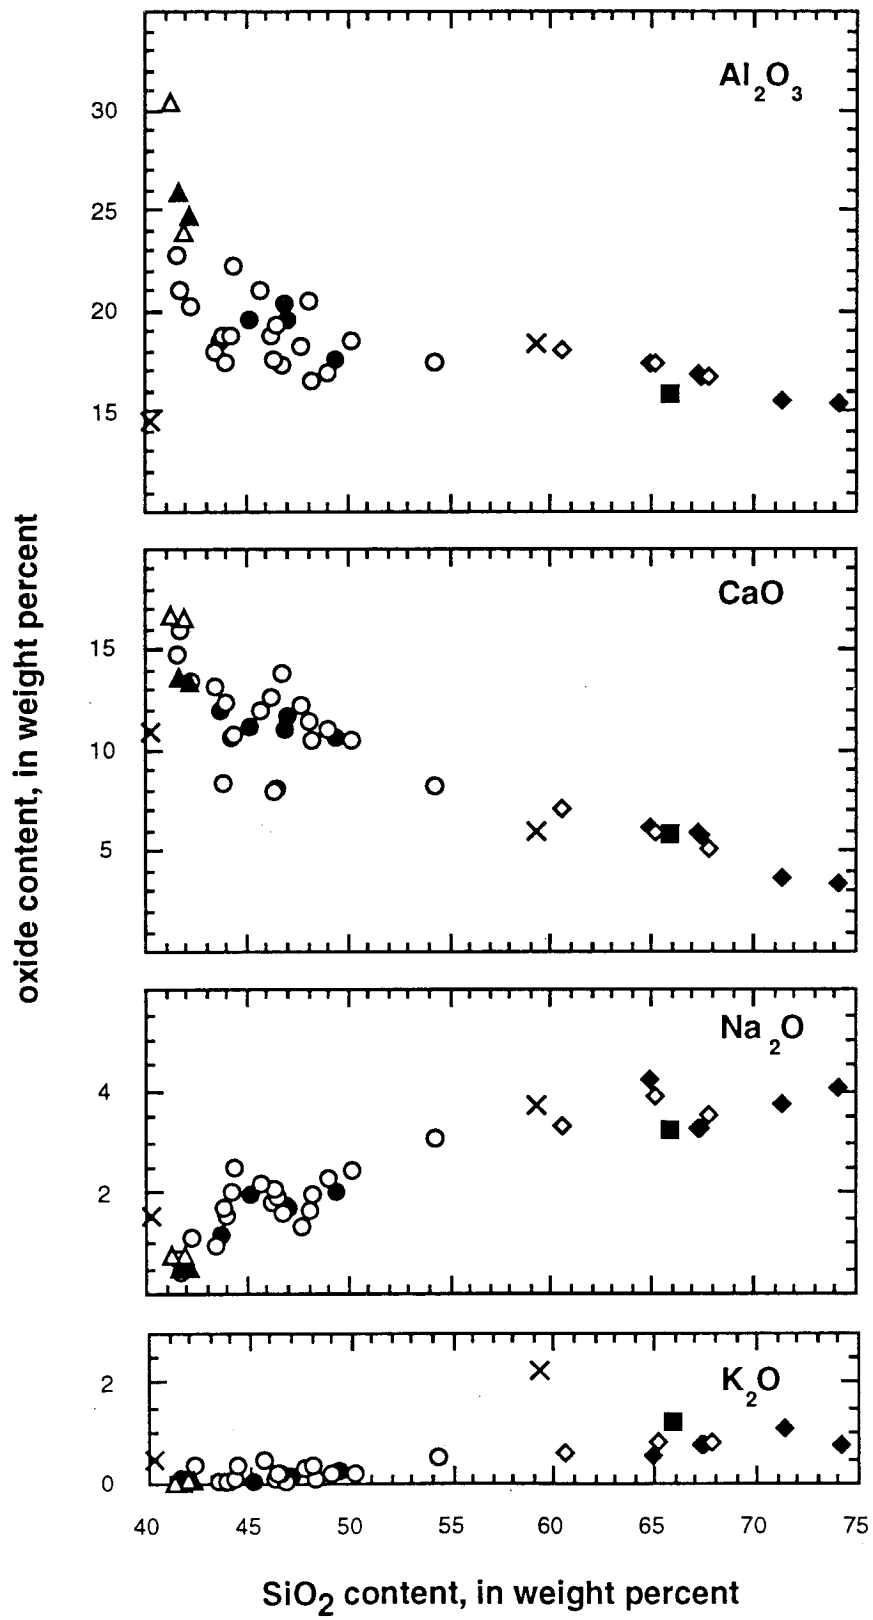 Al2O3
30
25
20
15
CaO
15
10
5
oxide content, in weight percent
Na2O
4
2
K2O
2
0
40 45 50 55 60 65 70 75
SiO2 content, in weight percent